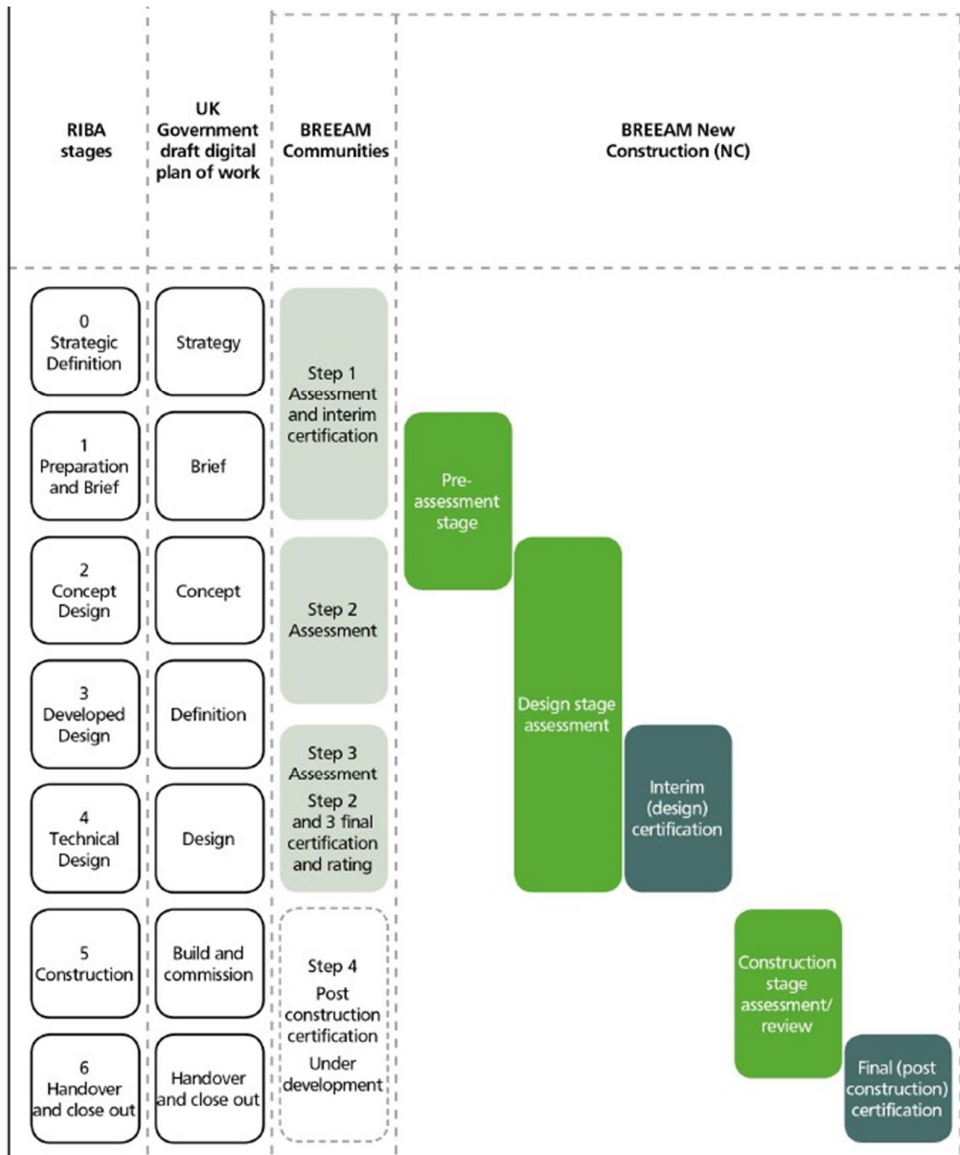 RIBA
stages
UK
Government
draft digital
plan of work
BREEAM
Communities
BREEAM New
Construction (NC)
0
Strategic
Definition
Strategy
Step 1
Assessment
and interim
certification
1
Preparation
and Brief
Brief
Pre-
assessment
stage
2
Concept
Design
Concept
Step 2
Assessment
Design stage
assessment
3
Developed
Design
Definition
Step 3
Assessment
Step 2
and 3 final
certification
and rating
Interim
(design)
certification
4
Technical
Design
Design
5
Construction
Build and
commission
Step 4
Post
construction
certification
Under
development
Construction
stage
assessment/
review
6
Handover
and close out
Handover
and close out
Final (post
construction)
certification